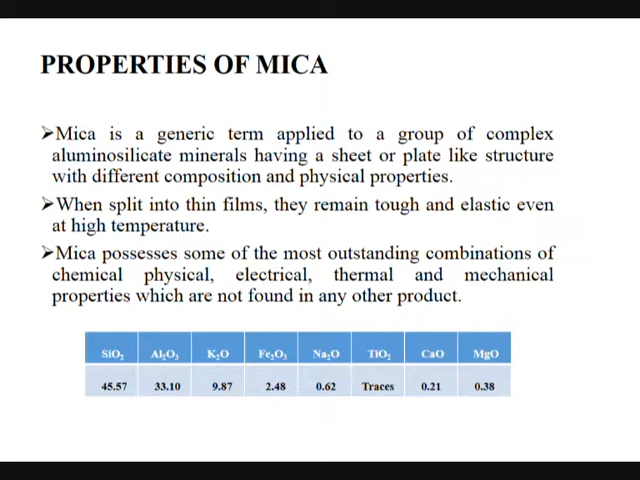 PROPERTIES OF MICA
➢Mica is a generic term applied to a group of complex
aluminosilicate minerals having a sheet or plate like structure
with different composition and physical properties.
➢When split into thin films, they remain tough and elastic even
at high temperature.
➢Mica possesses some of the most outstanding combinations of
chemical physical, electrical, thermal and mechanical
properties which are not found in any other product.
SiO₂ Al₂O₃ K₂O Fe₂O₃ Na₂O TiO₂ CaO MgO
45.57 33.10 9.87 2.48 0.62 Traces 0.21 0.38